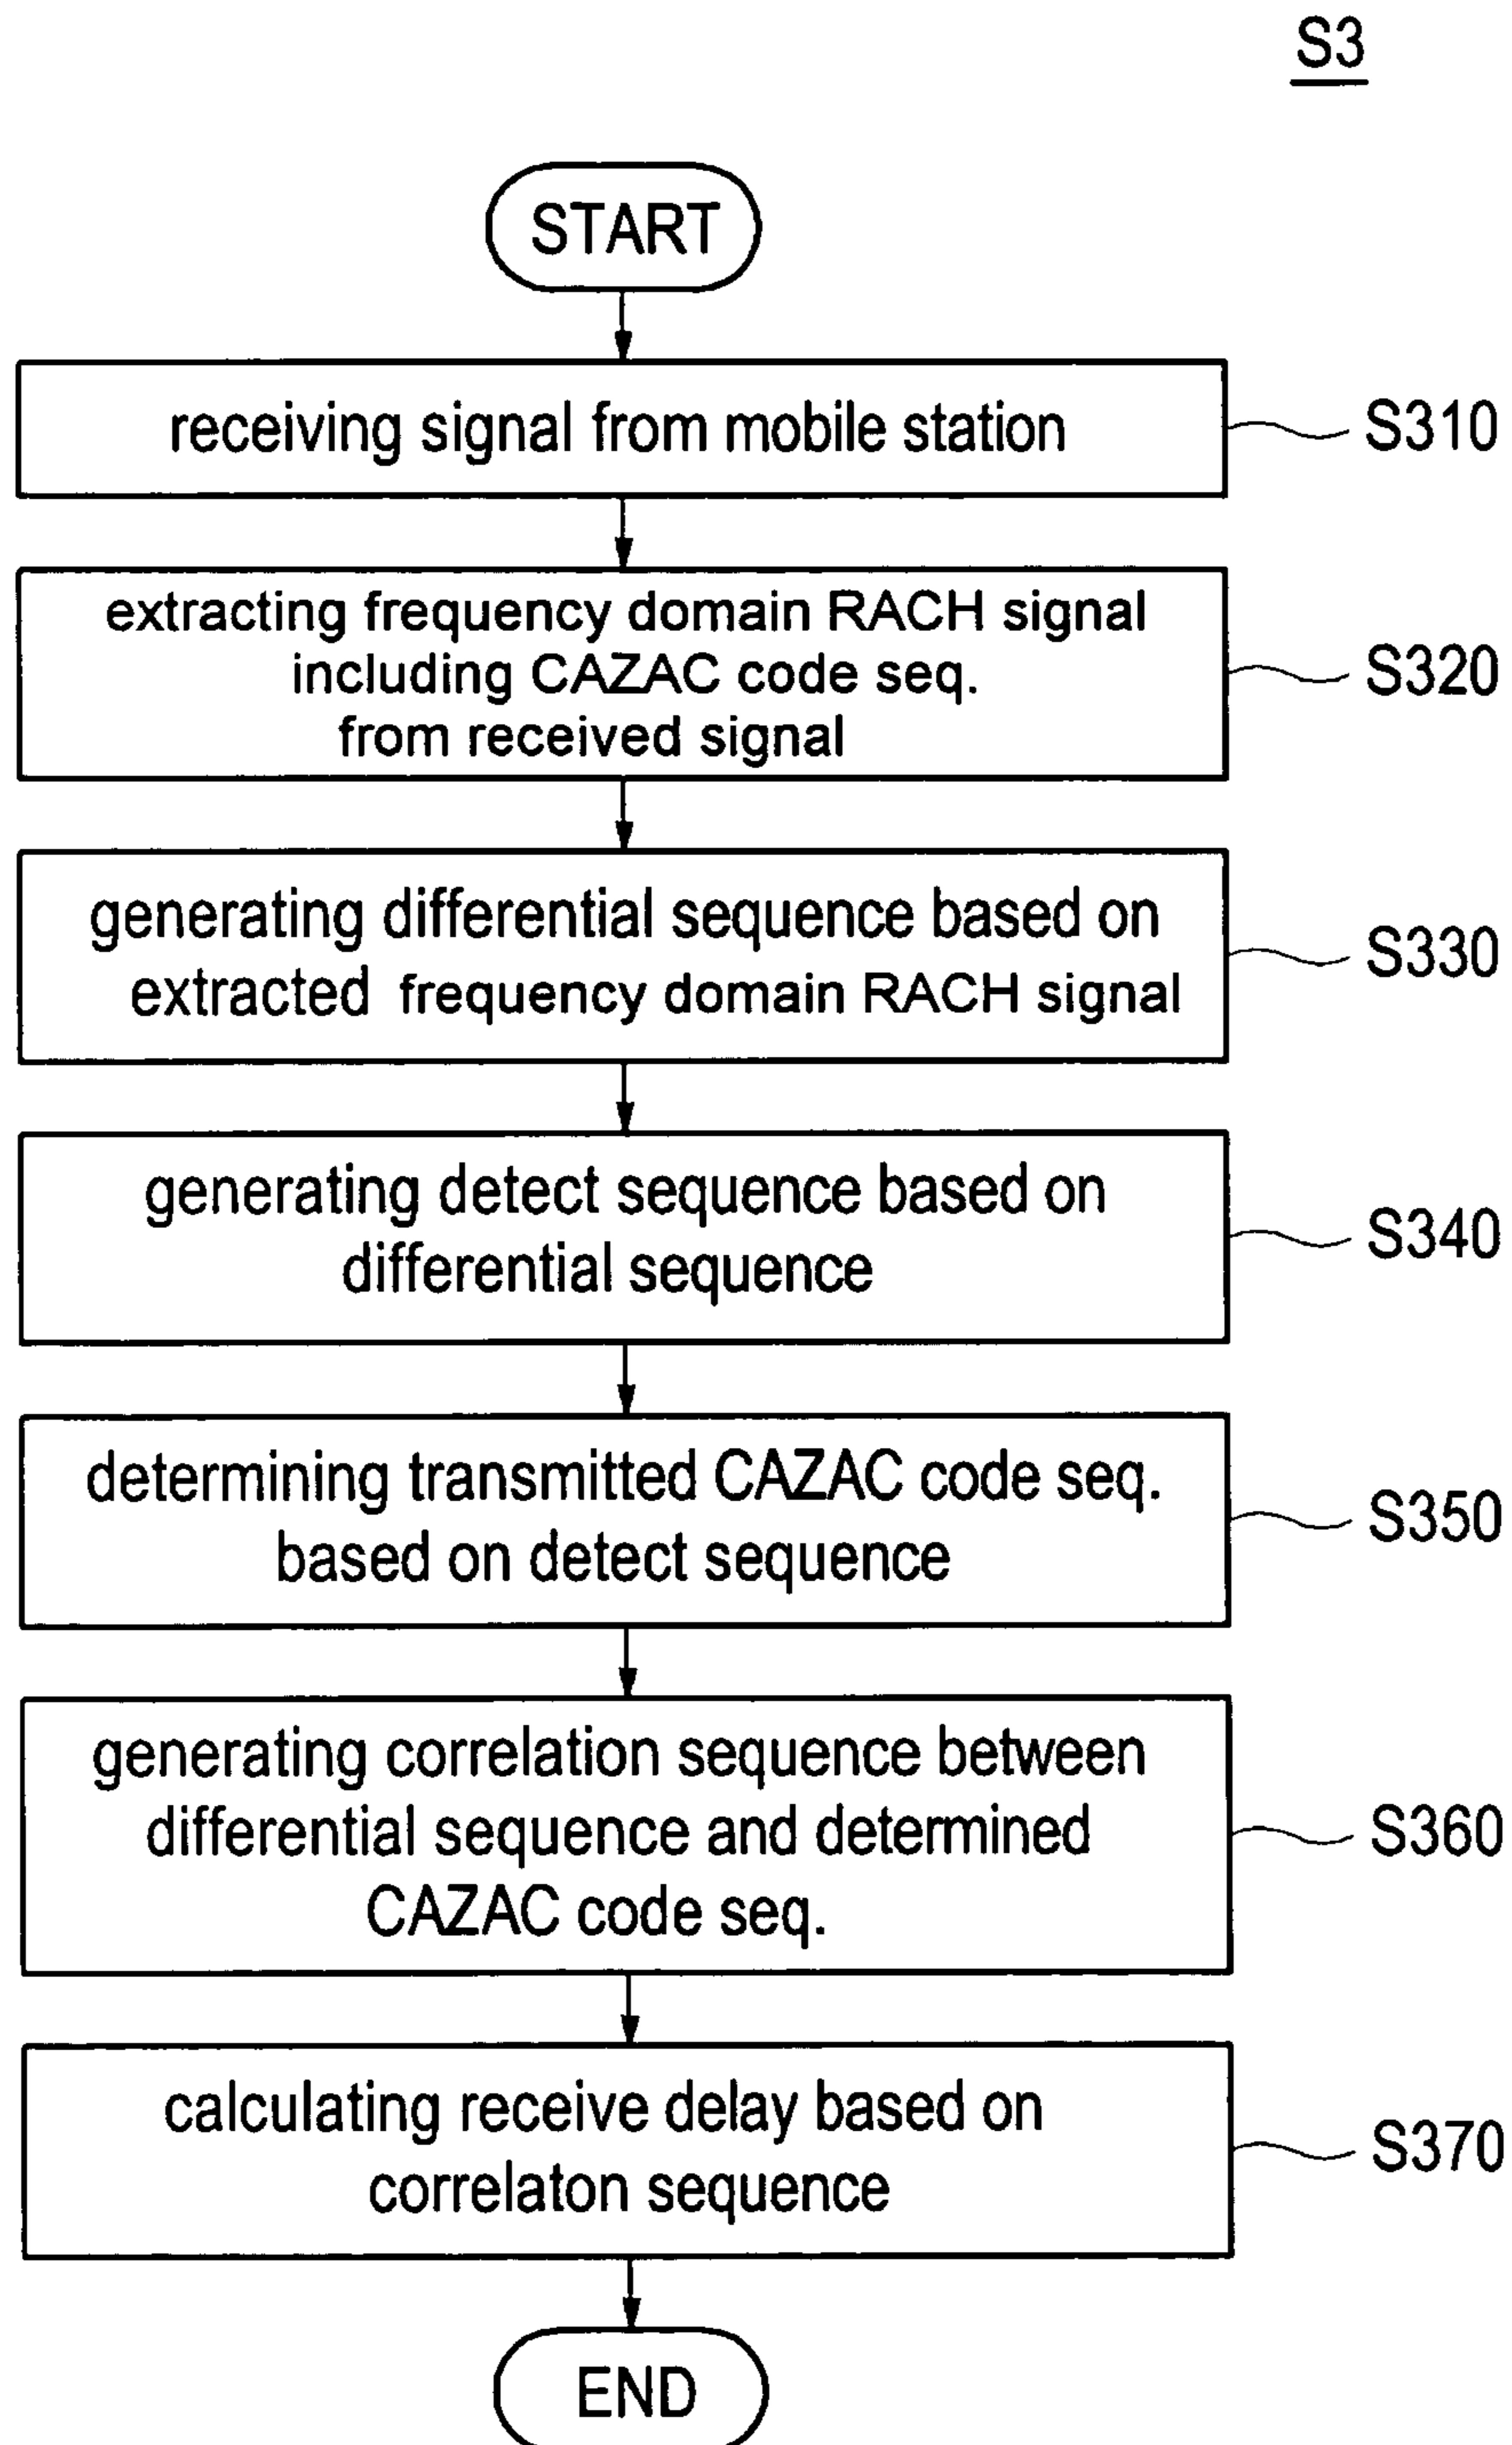 S3
START
receiving signal from mobile station
S310
extracting frequency domain RACH signal
including CAZAC code seq.
from received signal
S320
generating differential sequence based on
extracted frequency domain RACH signal
S330
generating detect sequence based on
differential sequence
S340
determining transmitted CAZAC code seq.
based on detect sequence
S350
generating correlation sequence between
differential sequence and determined
CAZAC code seq.
S360
calculating receive delay based on
correlaton sequence
S370
END